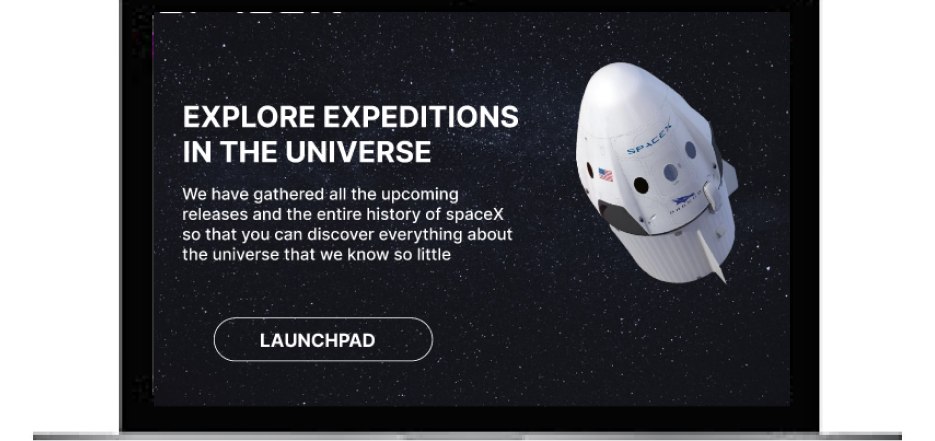 EXPLORE EXPEDITIONS
IN THE UNIVERSE
We have gathered all the upcoming
releases and the entire history of spaceX
so that you can discover everything about
the universe that we know so little
SPACEX
DRAGON
LAUNCHPAD